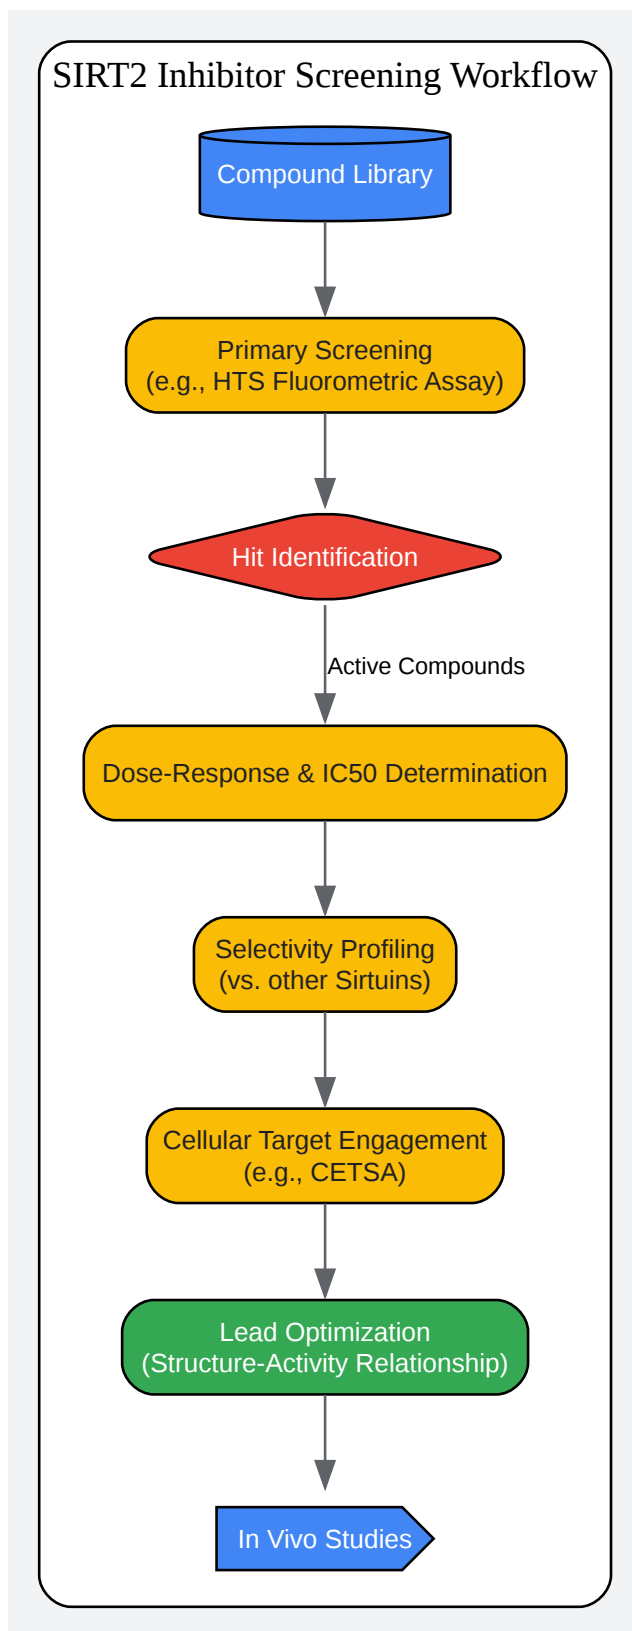 SIRT2 Inhibitor Screening Workflow
Compound Library
Primary Screening
(e.g., HTS Fluorometric Assay)
Hit Identification
Active Compounds
Dose-Response & IC50 Determination
Selectivity Profiling
(vs. other Sirtuins)
Cellular Target Engagement
(e.g., CETSA)
Lead Optimization
(Structure-Activity Relationship)
In Vivo Studies